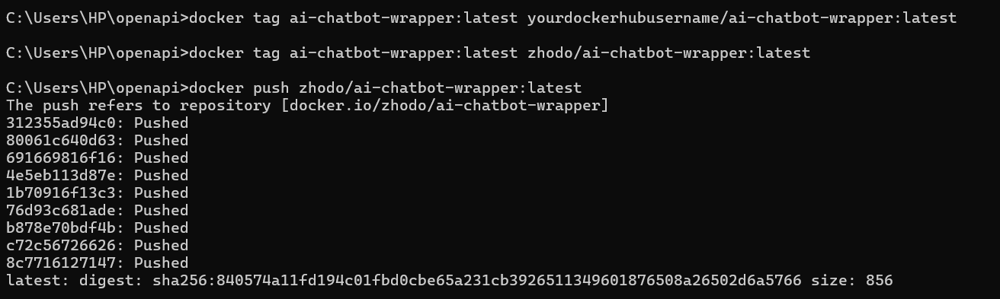 C:\Users\HP\openapi>docker tag ai-chatbot-wrapper:latest yourdockerhubusername/ai-chatbot-wrapper:latest
C:\Users\HP\openapi>docker tag ai-chatbot-wrapper:latest zhodo/ai-chatbot-wrapper:latest
C:\Users\HP\openapi>docker push zhodo/ai-chatbot-wrapper:latest
The push refers to repository [docker.io/zhodo/ai-chatbot-wrapper]
312355ad94c0: Pushed
80061c640d63: Pushed
691669816f16: Pushed
4e5eb113d87e: Pushed
1b70916f13c3: Pushed
76d93c681ade: Pushed
b878e70bdf4b: Pushed
c72c56726626: Pushed
8c7716127147: Pushed
latest: digest: sha256:840574a11fd194c01fbd0cbe65a231cb3926511349601876508a26502d6a5766 size: 856